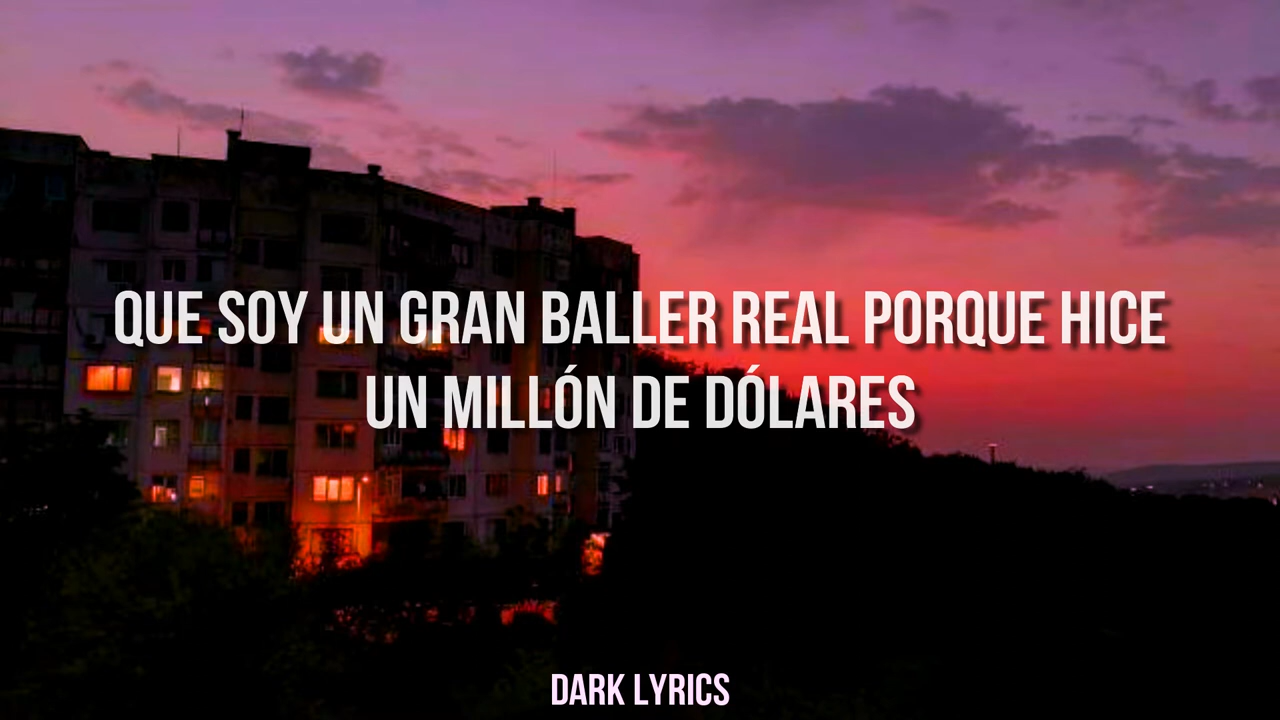 QUE SOY UN GRAN BALLER REAL PORQUE HICE
UN MILLÓN DE DÓLARES
DARK LYRICS